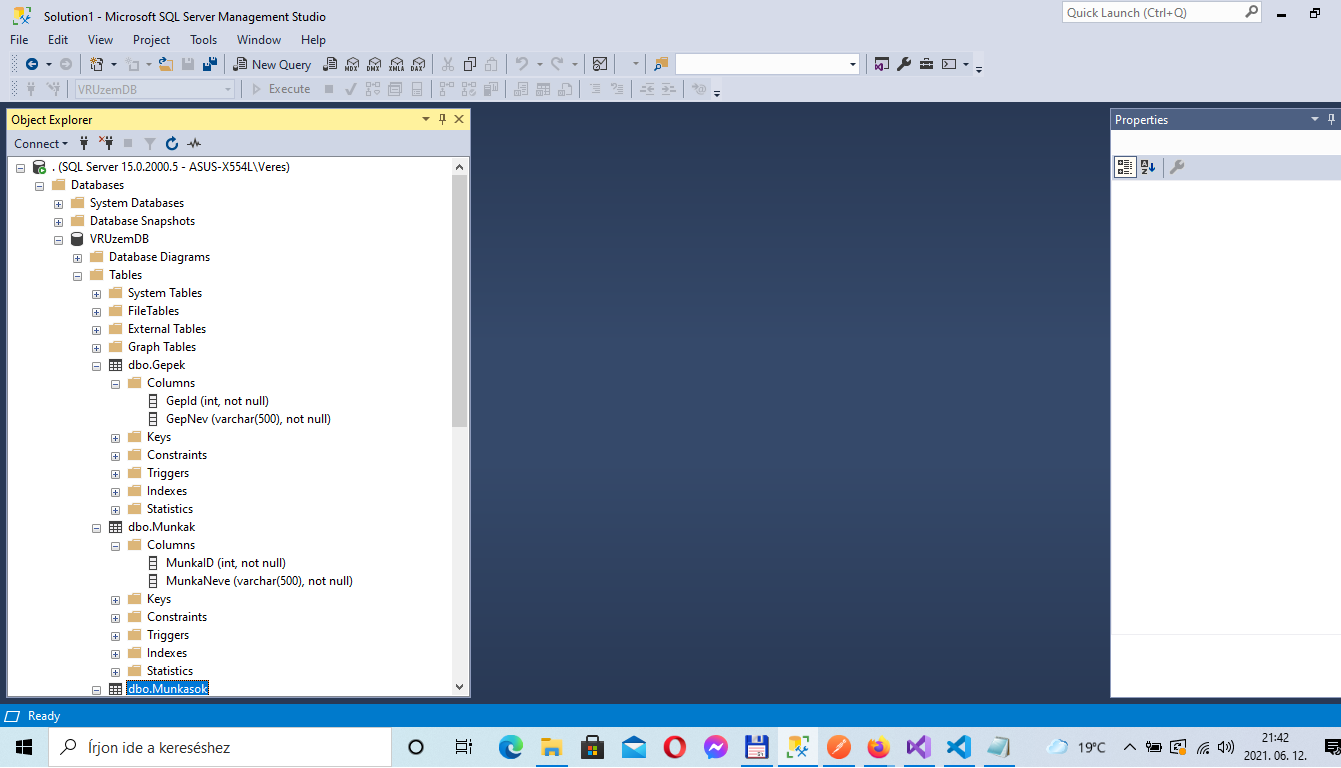 Solution1 - Microsoft SQL Server Management Studio
Quick Launch (Ctrl+Q)
File Edit View Project Tools Window Help
New Query MDX DMX XMLA DAX
VRUzemDB Execute
Object Explorer
Connect
. (SQL Server 15.0.2000.5 - ASUS-X554L\Veres)
Databases
System Databases
Database Snapshots
VRUzemDB
Database Diagrams
Tables
System Tables
FileTables
External Tables
Graph Tables
dbo.Gepek
Columns
GepId (int, not null)
GepNev (varchar(500), not null)
Keys
Constraints
Triggers
Indexes
Statistics
dbo.Munkak
Columns
MunkaID (int, not null)
MunkaNeve (varchar(500), not null)
Keys
Constraints
Triggers
Indexes
Statistics
dbo.Munkasok
Properties
Ready
Írjon ide a kereséshez
19°C
21:42
2021. 06. 12.